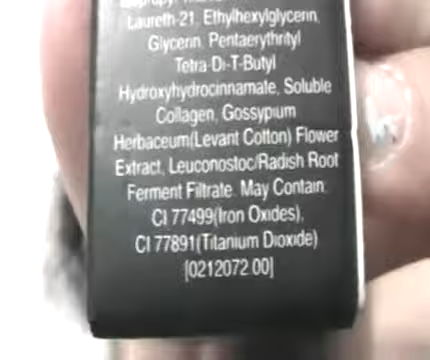 Laureth-21, Ethylhexylglycerin,
Glycerin, Pentaerythrityl
Tetra-Di-T-Butyl
Hydroxyhydrocinnamate, Soluble
Collagen, Gossypium
Herbaceum(Levant Cotton) Flower
Extract, Leuconostoc/Radish Root
Ferment Filtrate. May Contain:
CI 77499(Iron Oxides),
CI 77891(Titanium Dioxide)
[0212072.00]